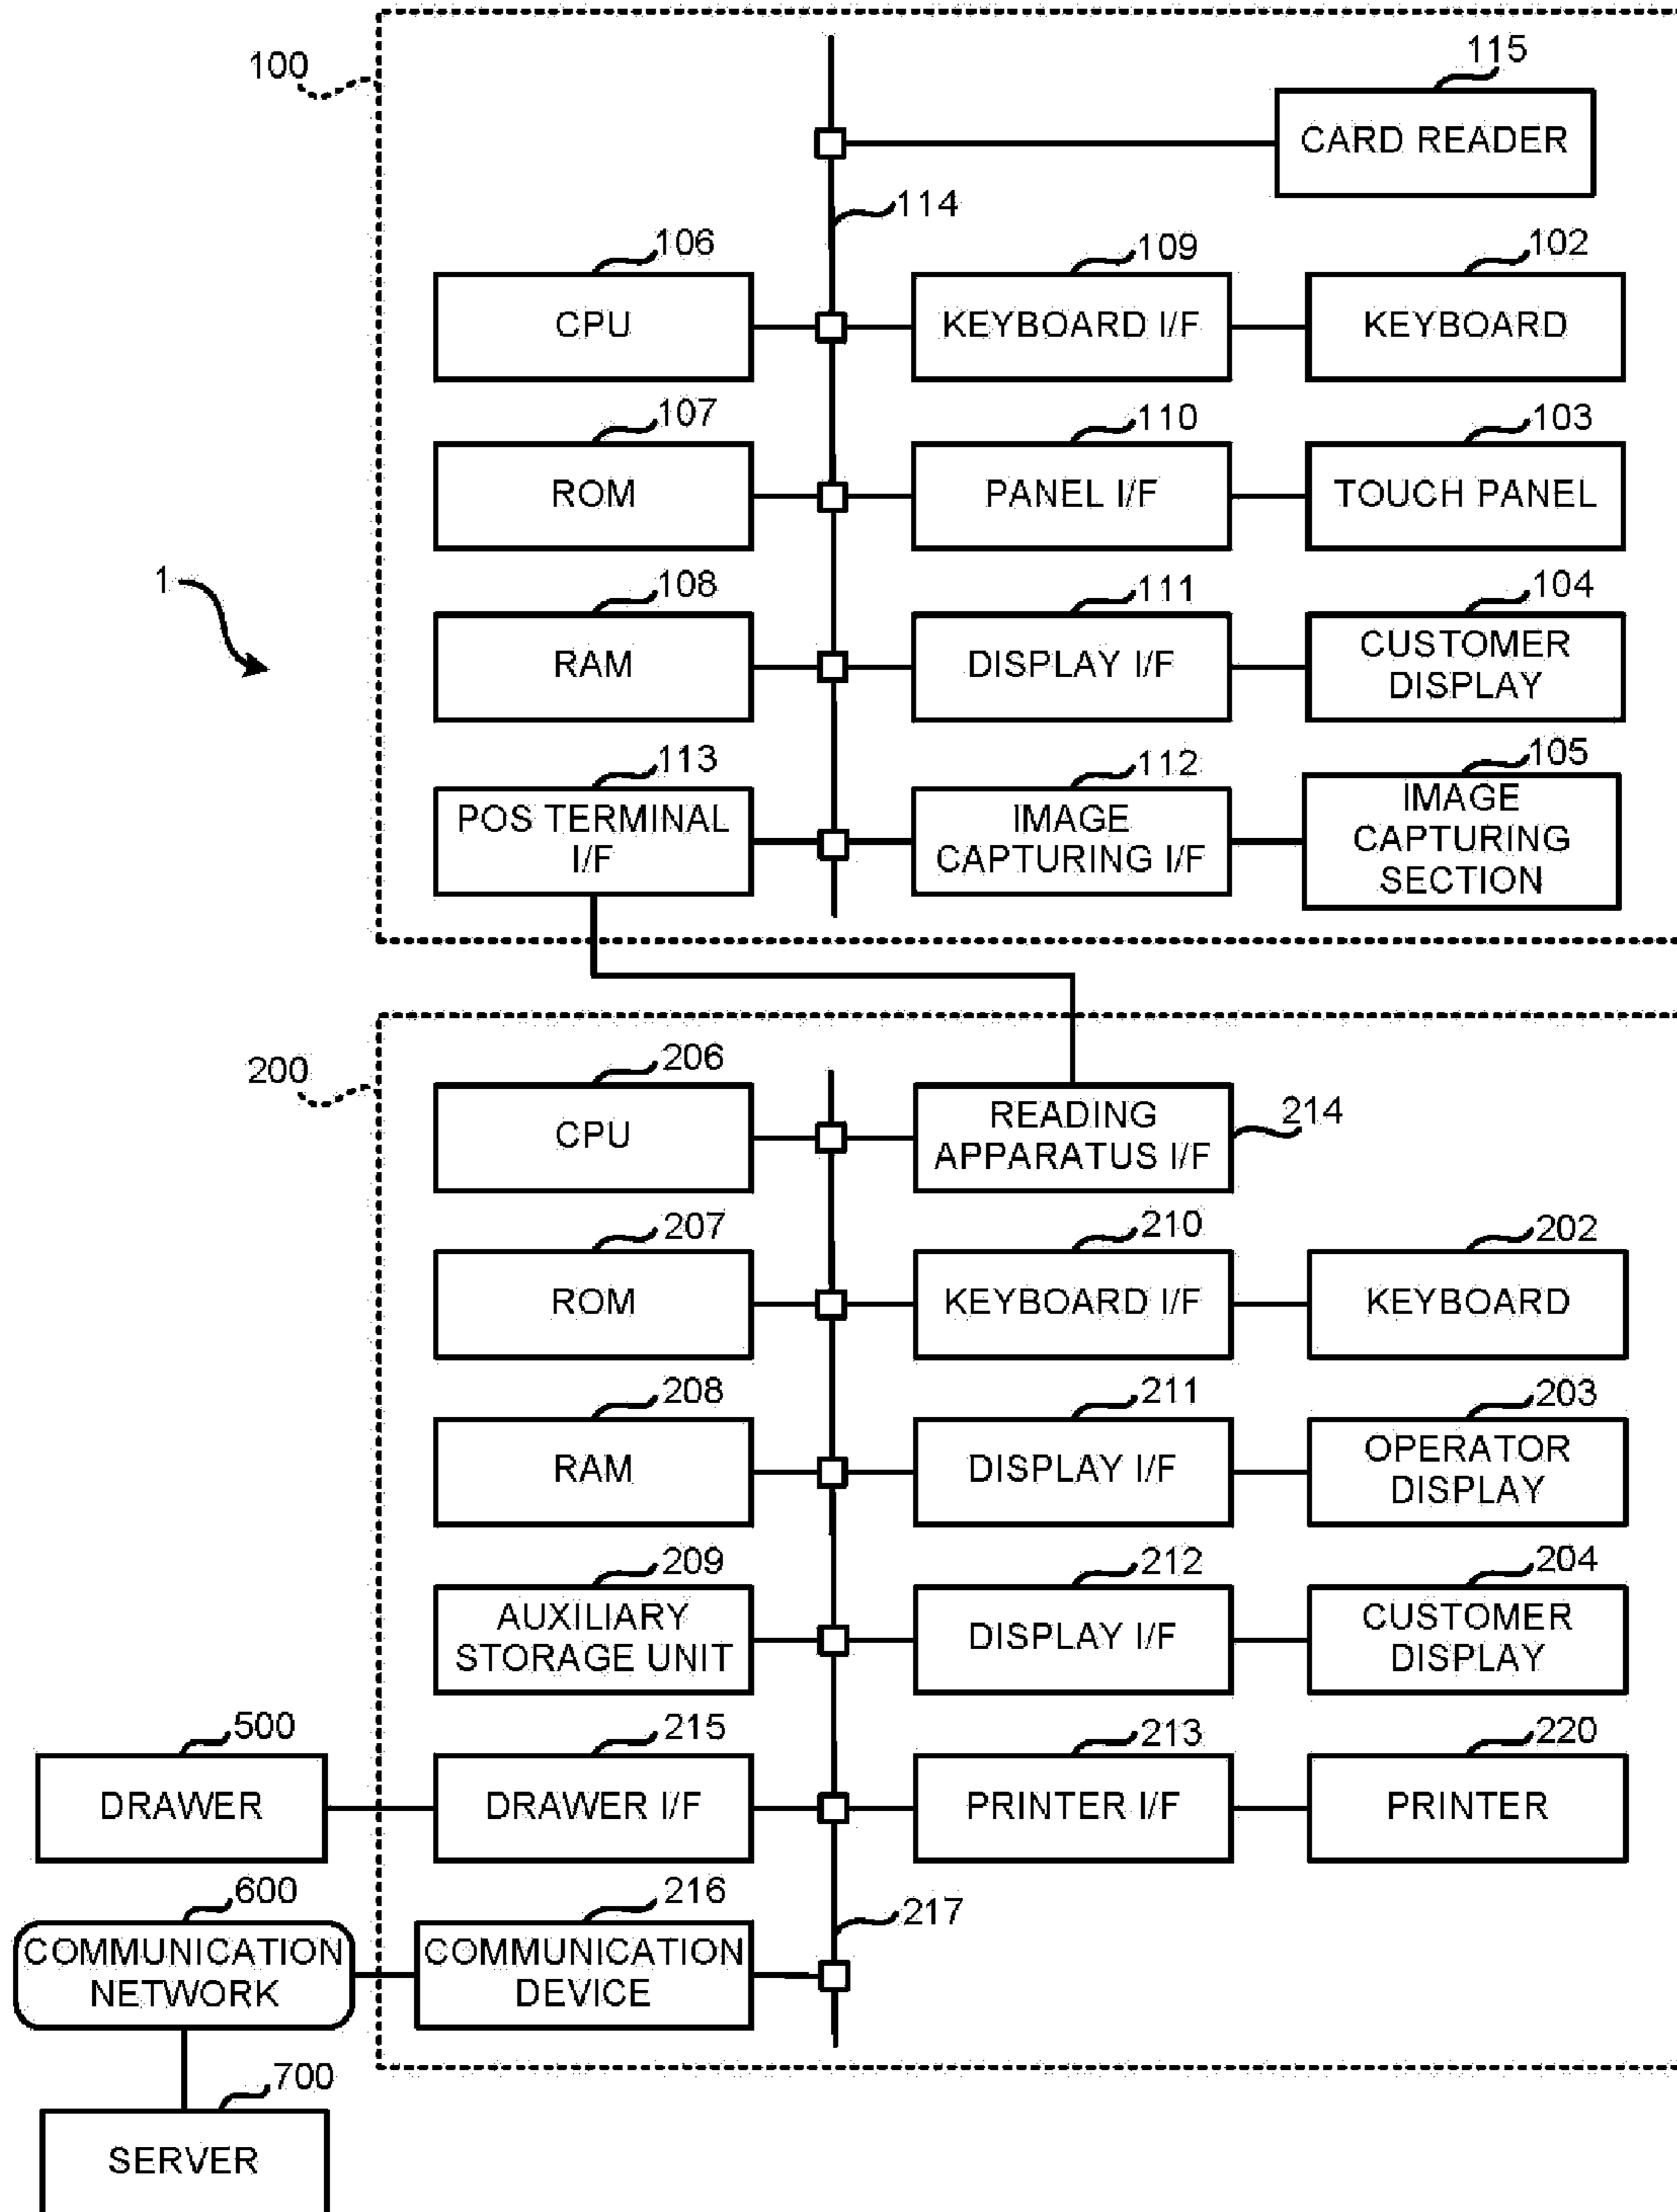 100
115
CARD READER
114
106
109
102
CPU
KEYBOARD I/F
KEYBOARD
107
110
103
ROM
PANEL I/F
TOUCH PANEL
1
108
111
104
RAM
DISPLAY I/F
CUSTOMER
DISPLAY
113
112
105
POS TERMINAL
I/F
IMAGE
CAPTURING I/F
IMAGE
CAPTURING
SECTION
200
206
CPU
READING
APPARATUS I/F
214
207
210
202
ROM
KEYBOARD I/F
KEYBOARD
208
211
203
RAM
DISPLAY I/F
OPERATOR
DISPLAY
209
212
204
AUXILIARY
STORAGE UNIT
DISPLAY I/F
CUSTOMER
DISPLAY
500
215
213
220
DRAWER
DRAWER I/F
PRINTER I/F
PRINTER
600
216
217
COMMUNICATION
NETWORK
COMMUNICATION
DEVICE
700
SERVER